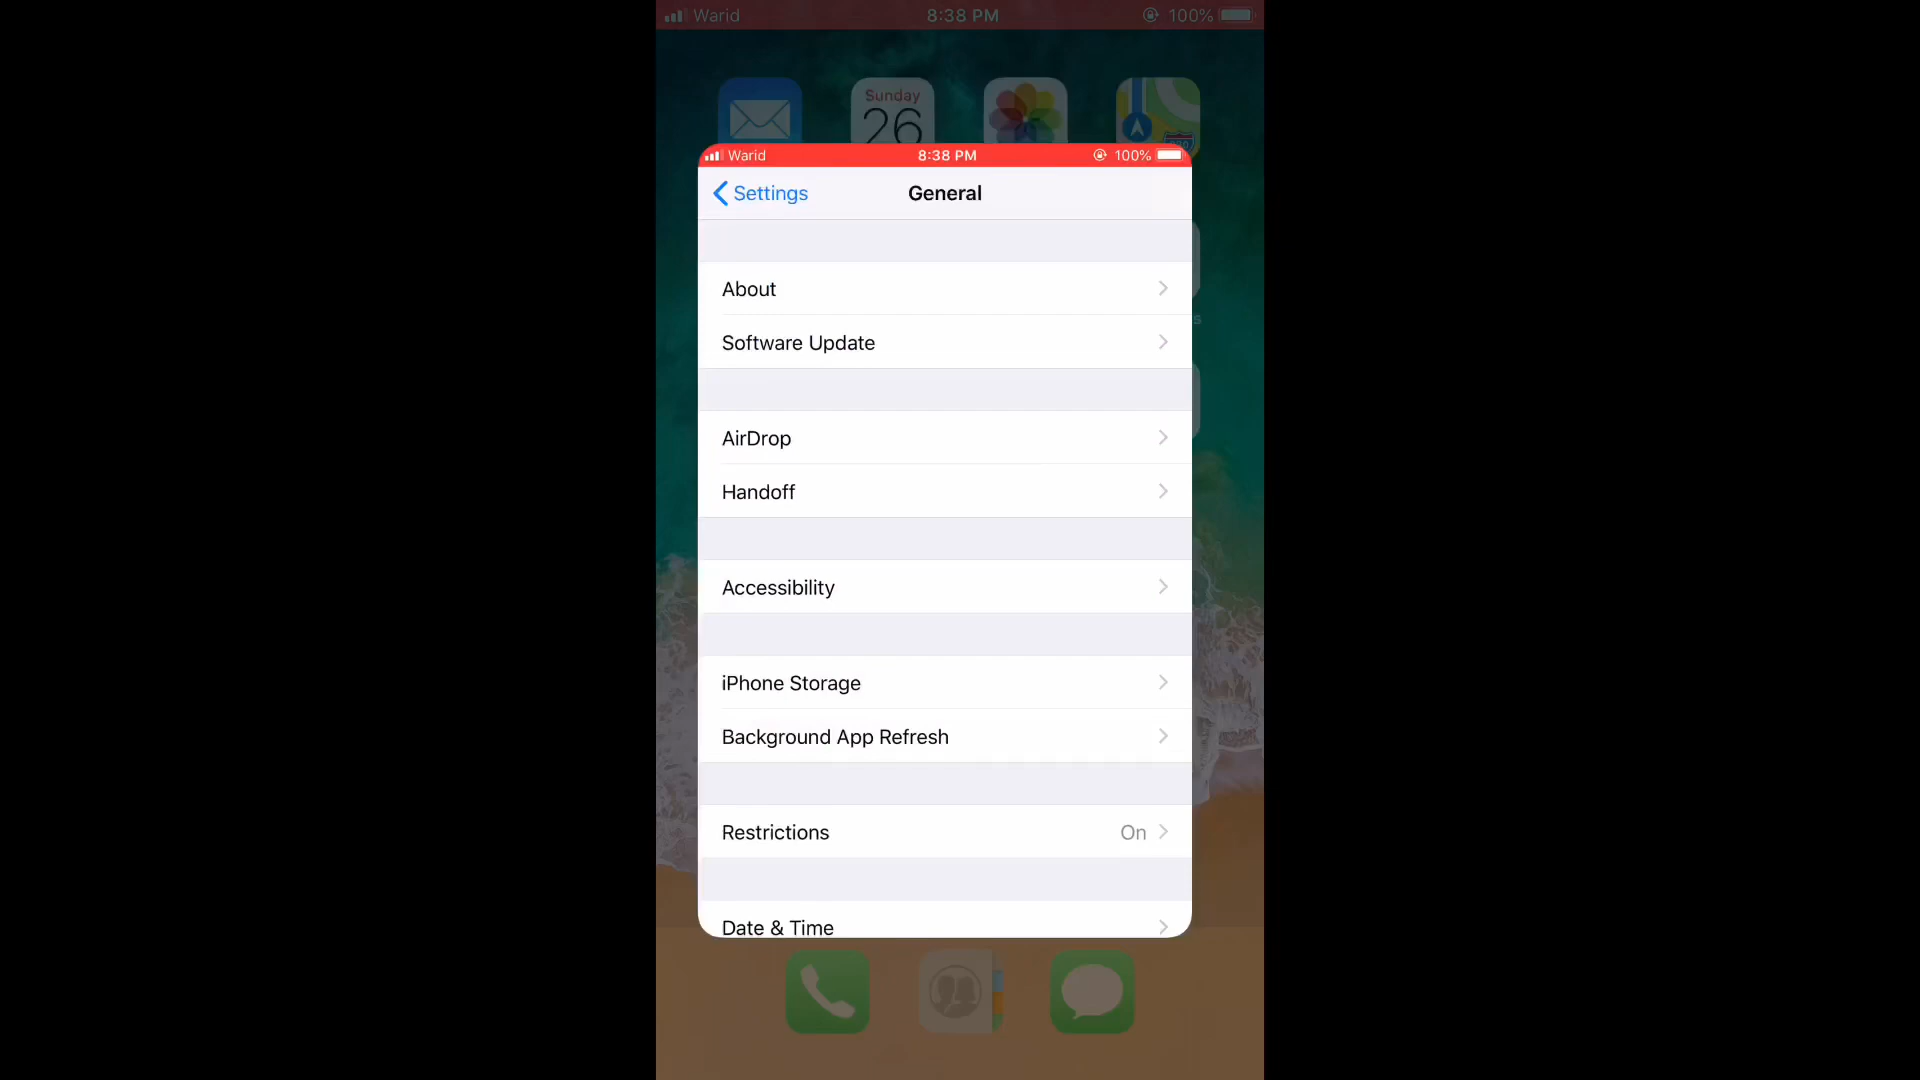 Warid 8:38 PM 100%
Sunday
26
Warid 8:38 PM 100%
Settings General
About
Software Update
AirDrop
Handoff
Accessibility
iPhone Storage
Background App Refresh
Restrictions On
Date & Time